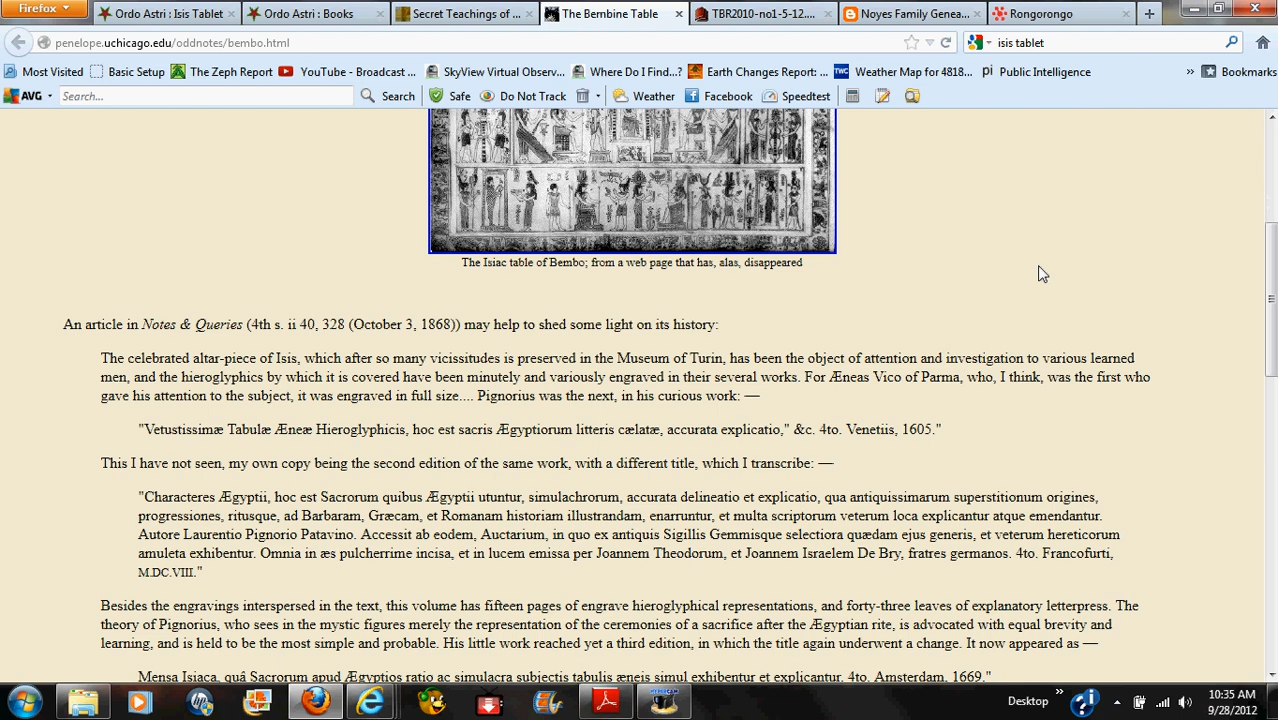 Firefox
Ordo Astri : Isis Tablet
Ordo Astri : Books
Secret Teachings of ...
The Bembine Table
TBR2010-no1-5-12....
Noyes Family Genea...
Rongorongo
penelope.uchicago.edu/oddnotes/bembo.html
isis tablet
Most Visited
Basic Setup
The Zeph Report
YouTube - Broadcast ...
SkyView Virtual Observ...
Where Do I Find...?
Earth Changes Report: ...
WC Weather Map for 4818...
pi Public Intelligence
»
Bookmarks
AVG
Search...
Search
Safe
Do Not Track
Weather
Facebook
Speedtest
The Isiac table of Bembo; from a web page that has, alas, disappeared
An article in Notes & Queries (4th s. ii 40, 328 (October 3, 1868)) may help to shed some light on its history:
The celebrated altar-piece of Isis, which after so many vicissitudes is preserved in the Museum of Turin, has been the object of attention and investigation to various learned
men, and the hieroglyphics by which it is covered have been minutely and variously engraved in their several works. For Æneas Vico of Parma, who, I think, was the first who
gave his attention to the subject, it was engraved in full size.... Pignorius was the next, in his curious work: —
"Vetustissimæ Tabulæ Æneæ Hieroglyphicis, hoc est sacris Ægyptiorum litteris cælatæ, accurata explicatio," &c. 4to. Venetiis, 1605."
This I have not seen, my own copy being the second edition of the same work, with a different title, which I transcribe: —
"Characteres Ægyptii, hoc est Sacrorum quibus Ægyptii utuntur, simulachrorum, accurata delineatio et explicatio, qua antiquissimarum superstitionum origines,
progressiones, ritusque, ad Barbaram, Græcam, et Romanam historiam illustrandam, enarruntur, et multa scriptorum veterum loca explicantur atque emendantur.
Autore Laurentio Pignorio Patavino. Accessit ab eodem, Auctarium, in quo ex antiquis Sigillis Gemmisque selectiora quædam ejus generis, et veterum hereticorum
amuleta exhibentur. Omnia in æs pulcherrime incisa, et in lucem emissa per Joannem Theodorum, et Joannem Israelem De Bry, fratres germanos. 4to. Francofurti,
M.DC.VIII."
Besides the engravings interspersed in the text, this volume has fifteen pages of engrave hieroglyphical representations, and forty-three leaves of explanatory letterpress. The
theory of Pignorius, who sees in the mystic figures merely the representation of the ceremonies of a sacrifice after the Ægyptian rite, is advocated with equal brevity and
learning, and is held to be the most simple and probable. His little work reached yet a third edition, in which the title again underwent a change. It now appeared as —
Mensa Isiaca, quâ Sacrorum apud Ægyptios ratio ac simulacra subjectis tabulis æneis simul exhibentur et explicantur. 4to. Amsterdam, 1669."
Desktop
»
10:35 AM
9/28/2012